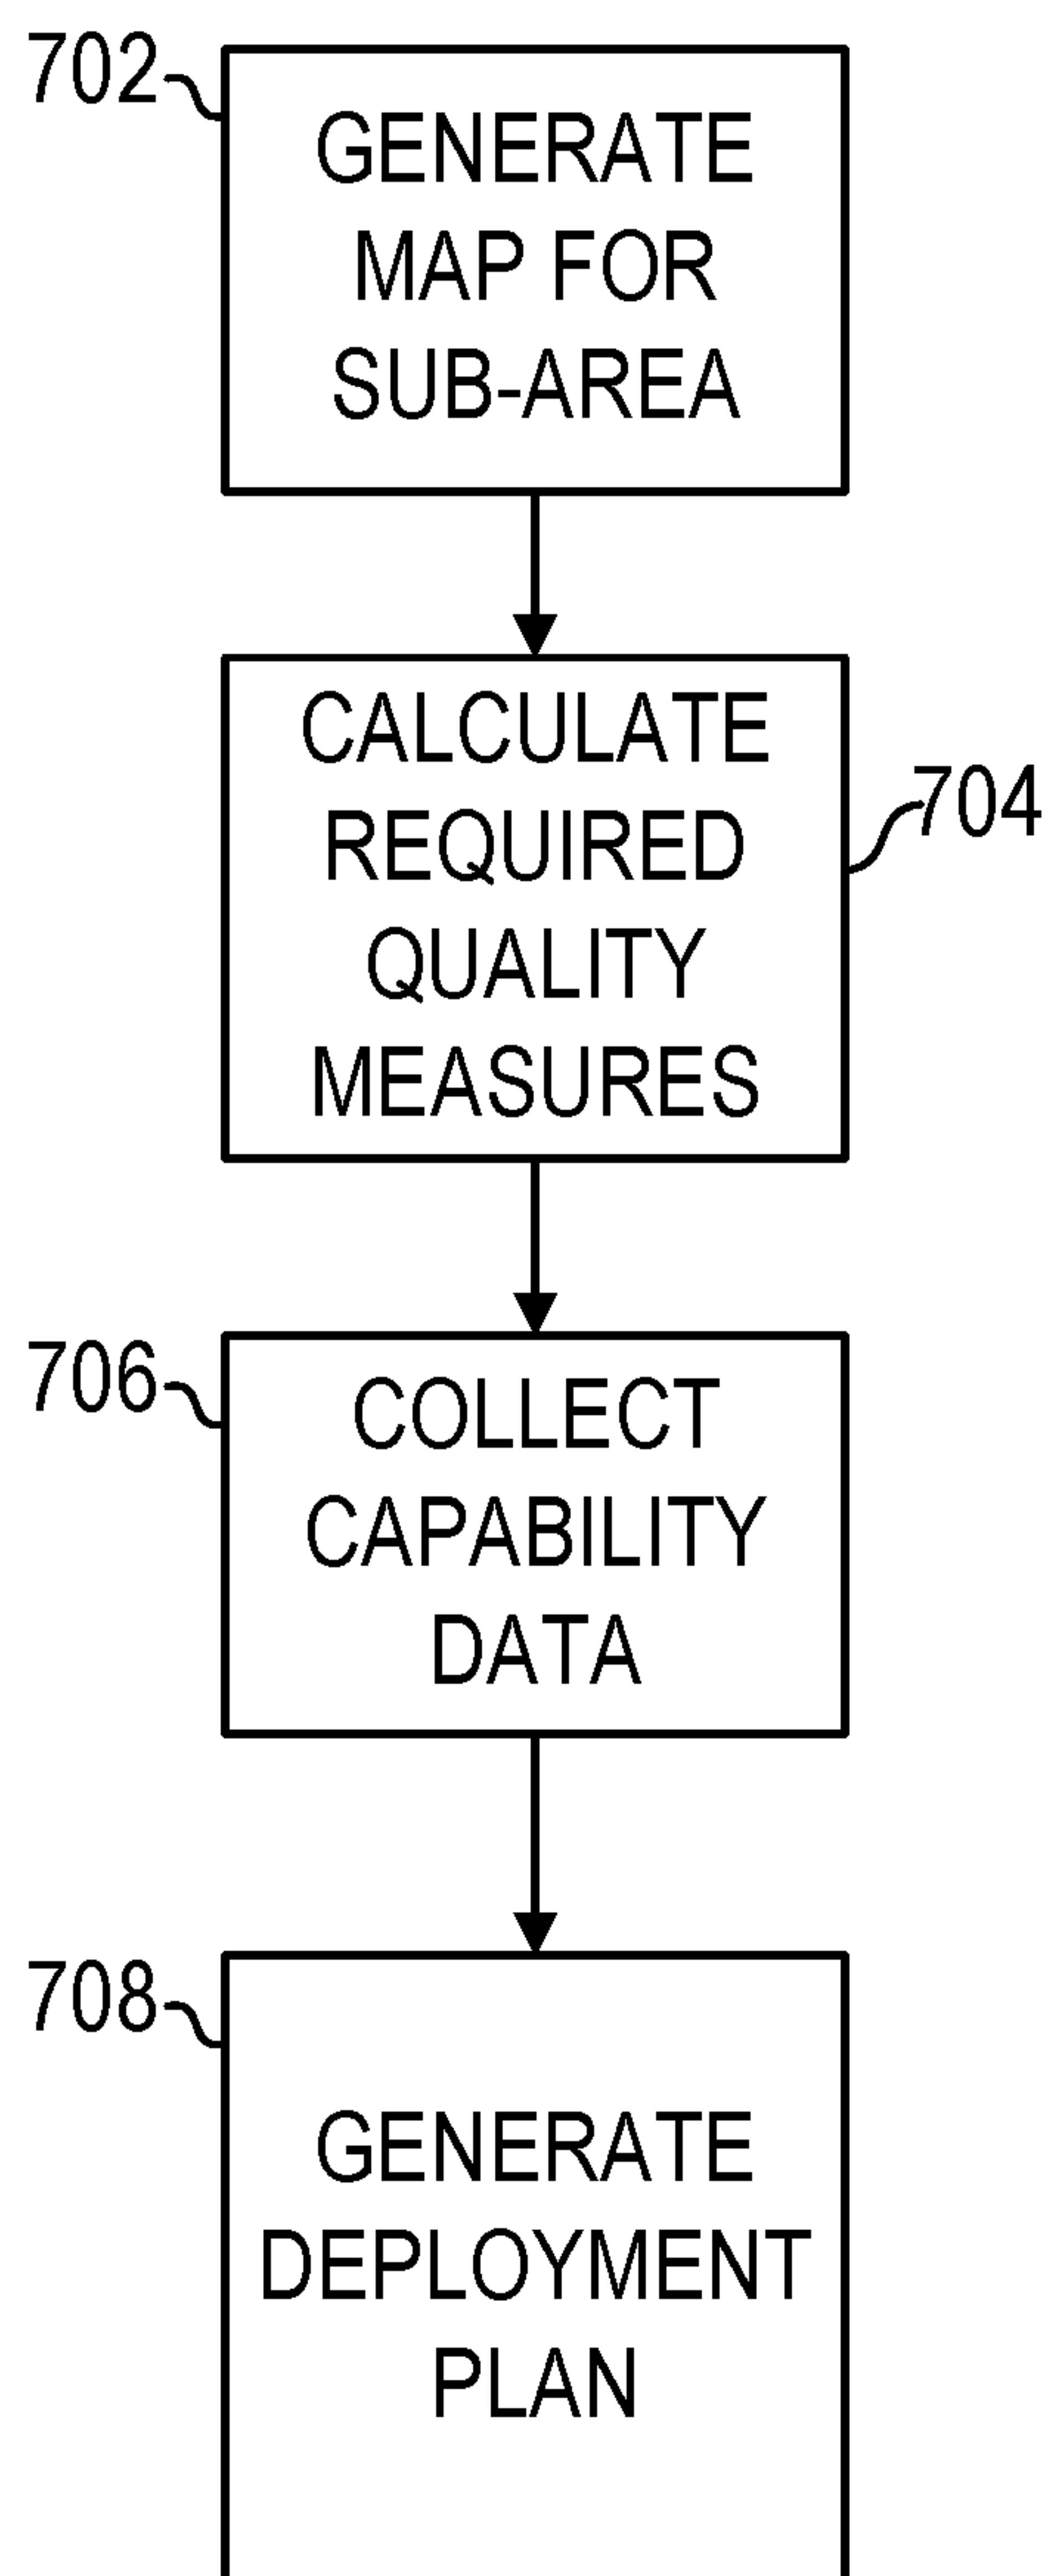 702
GENERATE
MAP FOR
SUB-AREA
CALCULATE
REQUIRED
QUALITY
MEASURES
704
706
COLLECT
CAPABILITY
DATA
708
GENERATE
DEPLOYMENT
PLAN